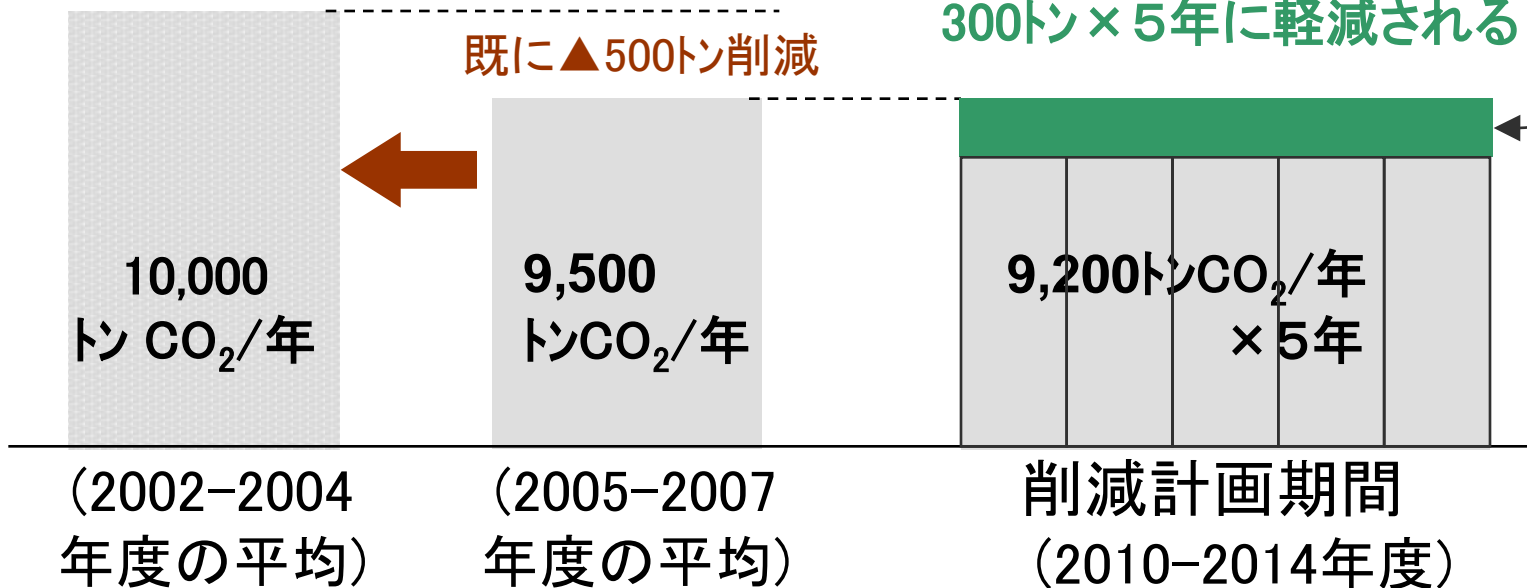 300トン×5年に軽減される
既に▲500トン削減
10,000
トン CO₂/年
9,500
トンCO₂/年
9,200トンCO₂/年
×5年
(2002-2004
年度の平均)
(2005-2007
年度の平均)
削減計画期間
(2010-2014年度)